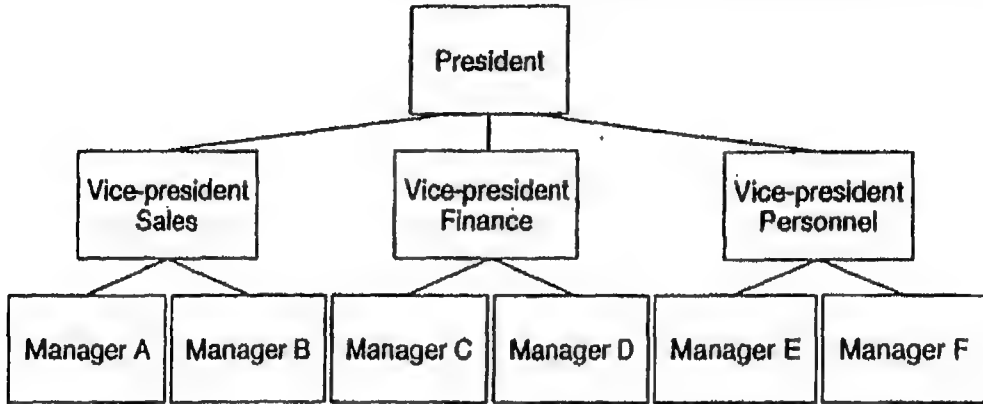 President
Vice-president
Sales
Vice-president
Finance
Vice-president
Personnel
Manager A
Manager B
Manager C
Manager D
Manager E
Manager F